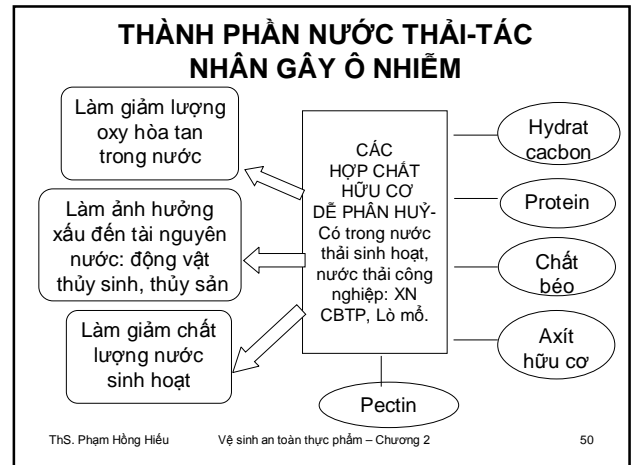 THÀNH PHẦN NƯỚC THẢI-TÁC
NHÂN GÂY Ô NHIỄM
Làm giảm lượng
oxy hòa tan
trong nước
Làm ảnh hưởng
xấu đến tài nguyên
nước: động vật
thủy sinh, thủy sản
Làm giảm chất
lượng nước
sinh hoạt
CÁC
HỢP CHẤT
HỮU CƠ
DỄ PHÂN HUỶ-
Có trong nước
thải sinh hoạt,
nước thải công
nghiệp: XN
CBTP, Lò mổ.
Hydrat
cacbon
Protein
Chất
béo
Axít
hữu cơ
Pectin
ThS. Phạm Hồng Hiếu
Vệ sinh an toàn thực phẩm – Chương 2
50